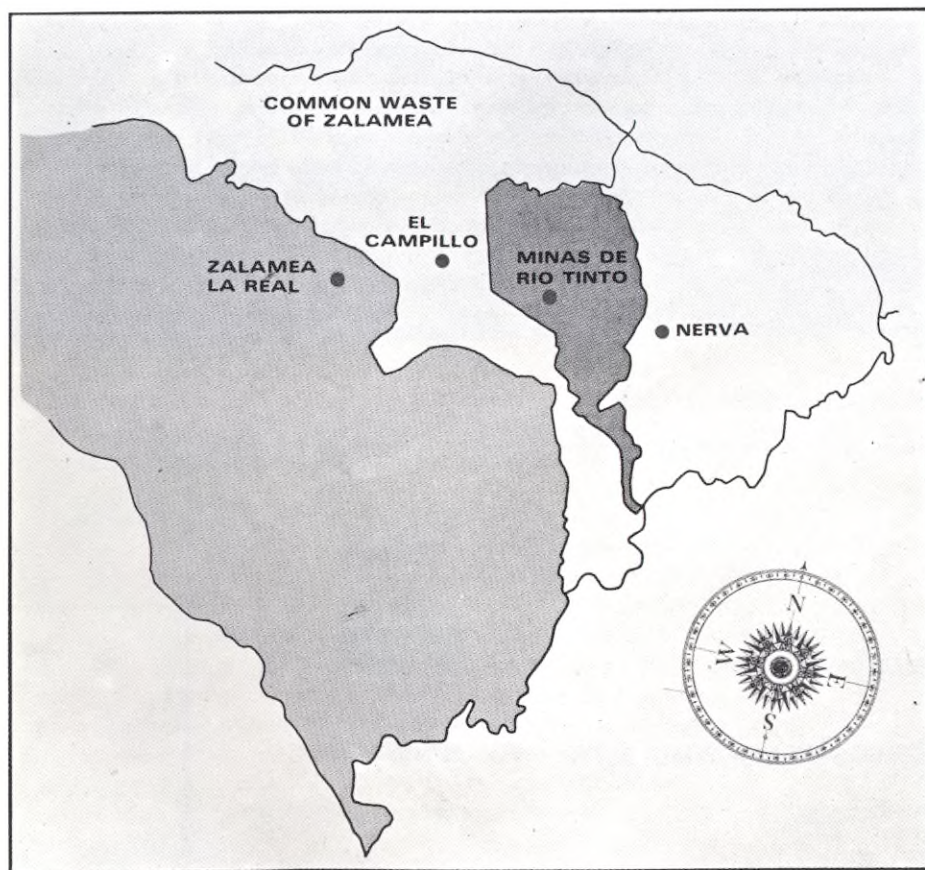 COMMON WASTE
OF ZALAMEA
EL
CAMPILLO
ZALAMEA
LA REAL
MINAS DE
RIO TINTO
NERVA
N
W
E
S